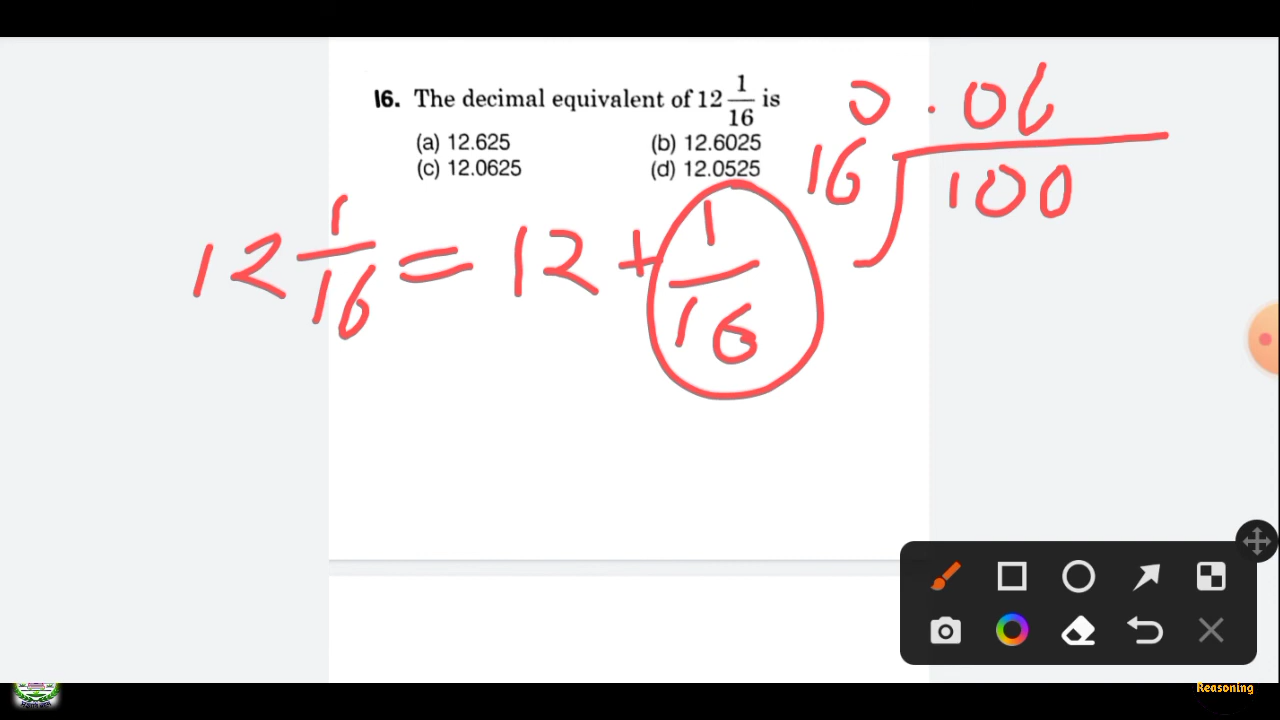 16. The decimal equivalent of 12 1/16 is
(a) 12.625 (b) 12.6025
(c) 12.0625 (d) 12.0525
0.06
16 100
12 1/16 = 12 + 1/16
Reasoning